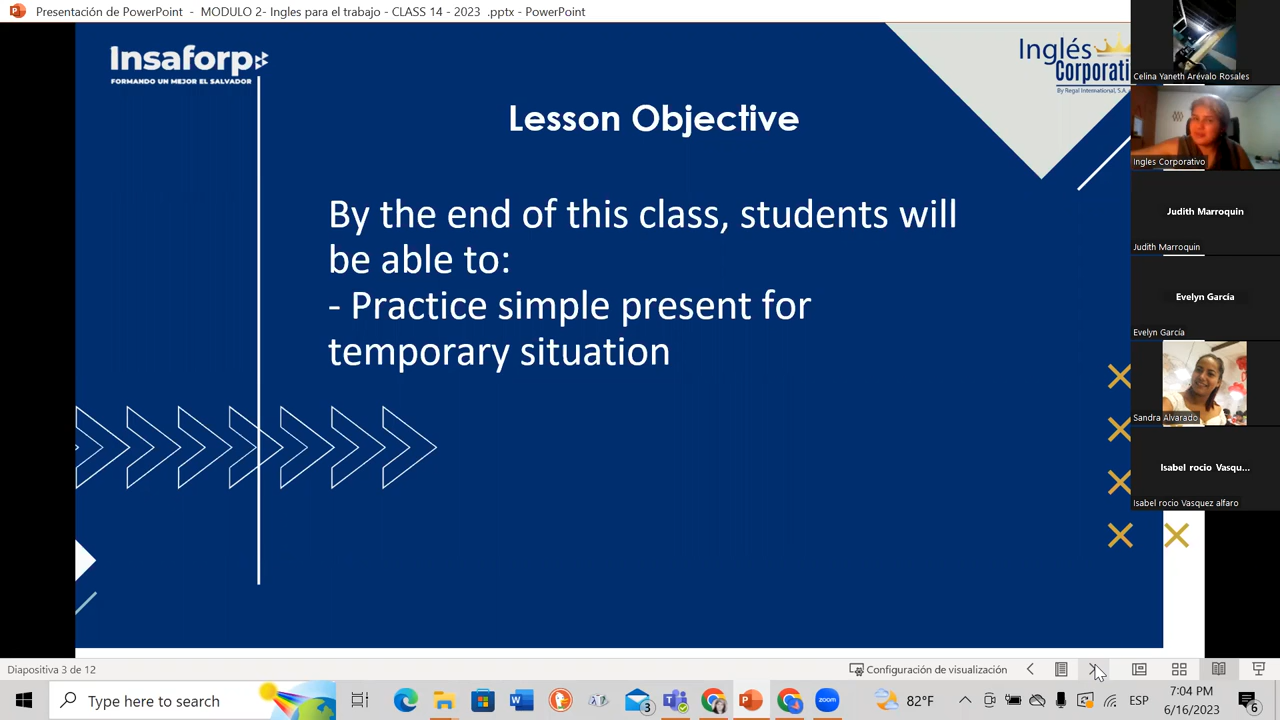 Presentación de PowerPoint - MODULO 2- Ingles para el trabajo - CLASS 14 - 2023 .pptx - PowerPoint
Insaforp
FORMANDO UN MEJOR EL SALVADOR
Inglés
Corporati
By Regal International, S.A.
Lesson Objective
By the end of this class, students will
be able to:
- Practice simple present for
temporary situation
Celina Yaneth Arévalo Rosales
Ingles Corporativo
Judith Marroquin
Judith Marroquin
Evelyn García
Evelyn García
Sandra Alvarado
Isabel rocio Vasqu...
Isabel rocio Vasquez alfaro
Diapositiva 3 de 12
Configuración de visualización
Type here to search
3
zoom
82°F
ESP
7:04 PM
6/16/2023
6